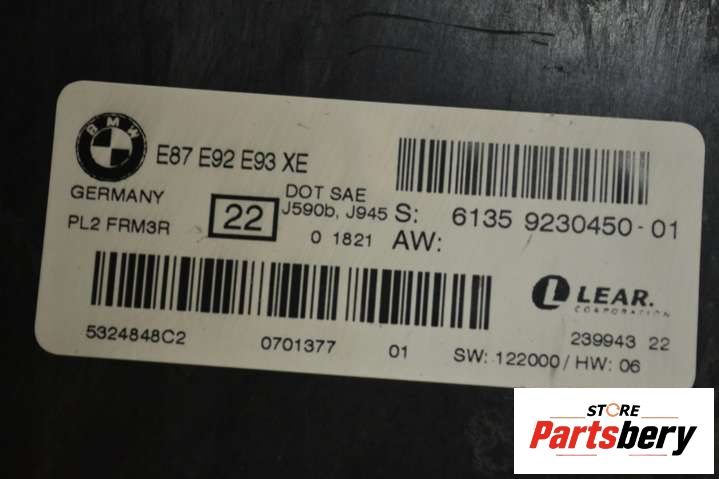 BMW
E87 E92 E93 XE
GERMANY
PL2 FRM3R
22
DOT SAE
J590b, J945
0 1821
S: 6135 9230450-01
AW:
LEAR.
CORPORATION
5324848C2
0701377 01
239943 22
SW: 122000 / HW: 06
STORE
Partsbery